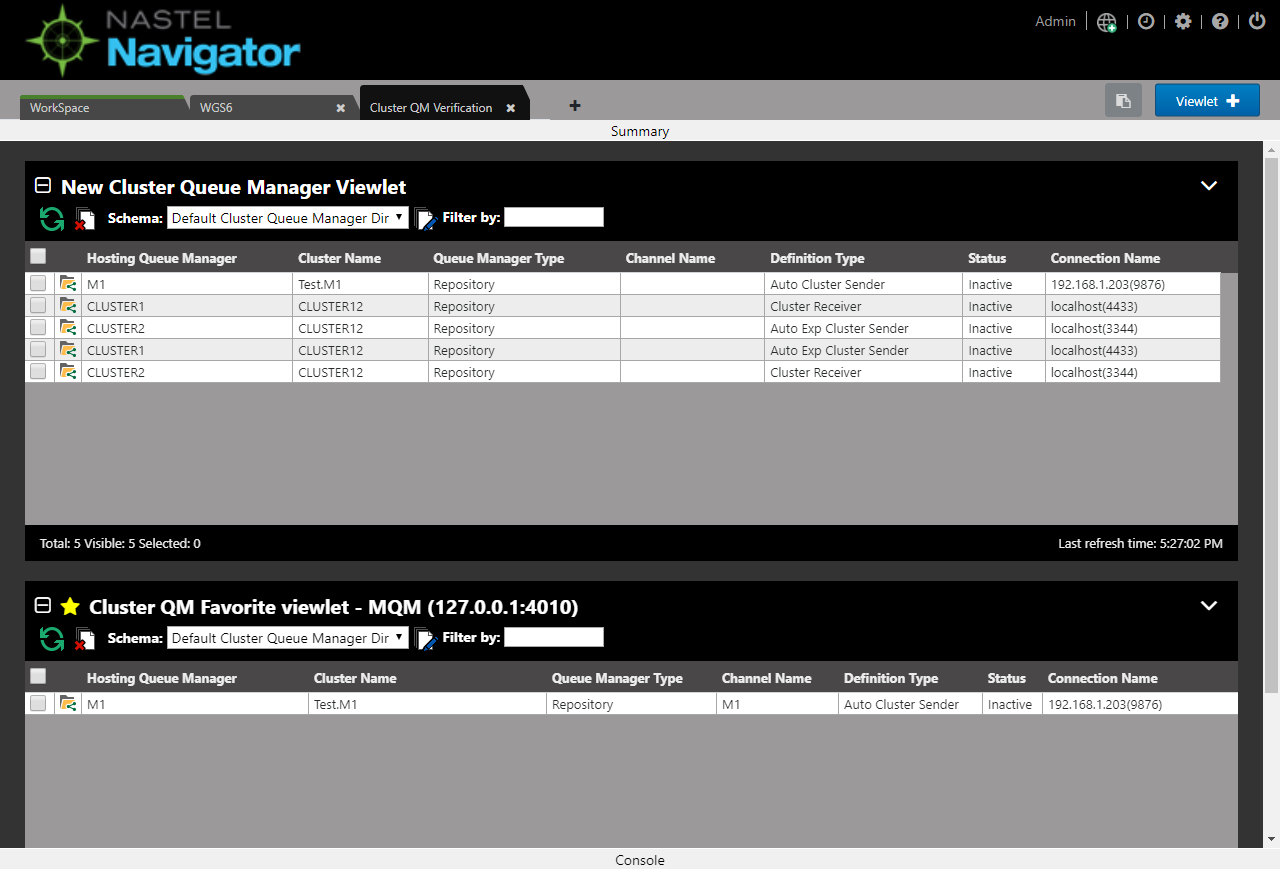 NASTEL
Navigator
Admin
WorkSpace WGS6 Cluster QM Verification Viewlet
Summary
New Cluster Queue Manager Viewlet
Schema: Default Cluster Queue Manager Dir Filter by:
Hosting Queue Manager Cluster Name Queue Manager Type Channel Name Definition Type Status Connection Name
M1 Test.M1 Repository Auto Cluster Sender Inactive 192.168.1.203(9876)
CLUSTER1 CLUSTER12 Repository Cluster Receiver Inactive localhost(4433)
CLUSTER2 CLUSTER12 Repository Auto Exp Cluster Sender Inactive localhost(3344)
CLUSTER1 CLUSTER12 Repository Auto Exp Cluster Sender Inactive localhost(4433)
CLUSTER2 CLUSTER12 Repository Cluster Receiver Inactive localhost(3344)
Total: 5 Visible: 5 Selected: 0 Last refresh time: 5:27:02 PM
Cluster QM Favorite viewlet - MQM (127.0.0.1:4010)
Schema: Default Cluster Queue Manager Dir Filter by:
Hosting Queue Manager Cluster Name Queue Manager Type Channel Name Definition Type Status Connection Name
M1 Test.M1 Repository M1 Auto Cluster Sender Inactive 192.168.1.203(9876)
Console